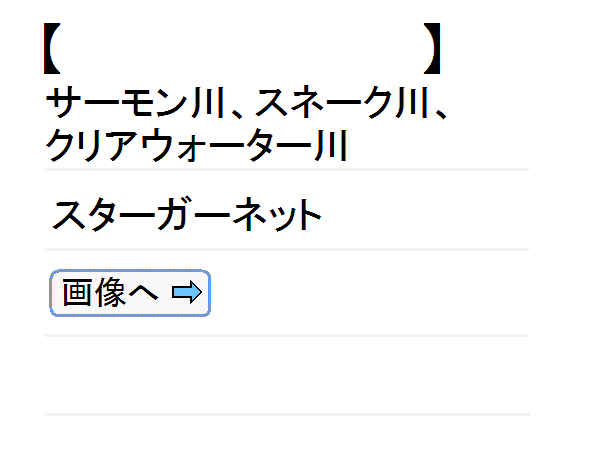 【 】
サーモン川、スネーク川、
クリアウォーター川
スターガーネット
画像へ